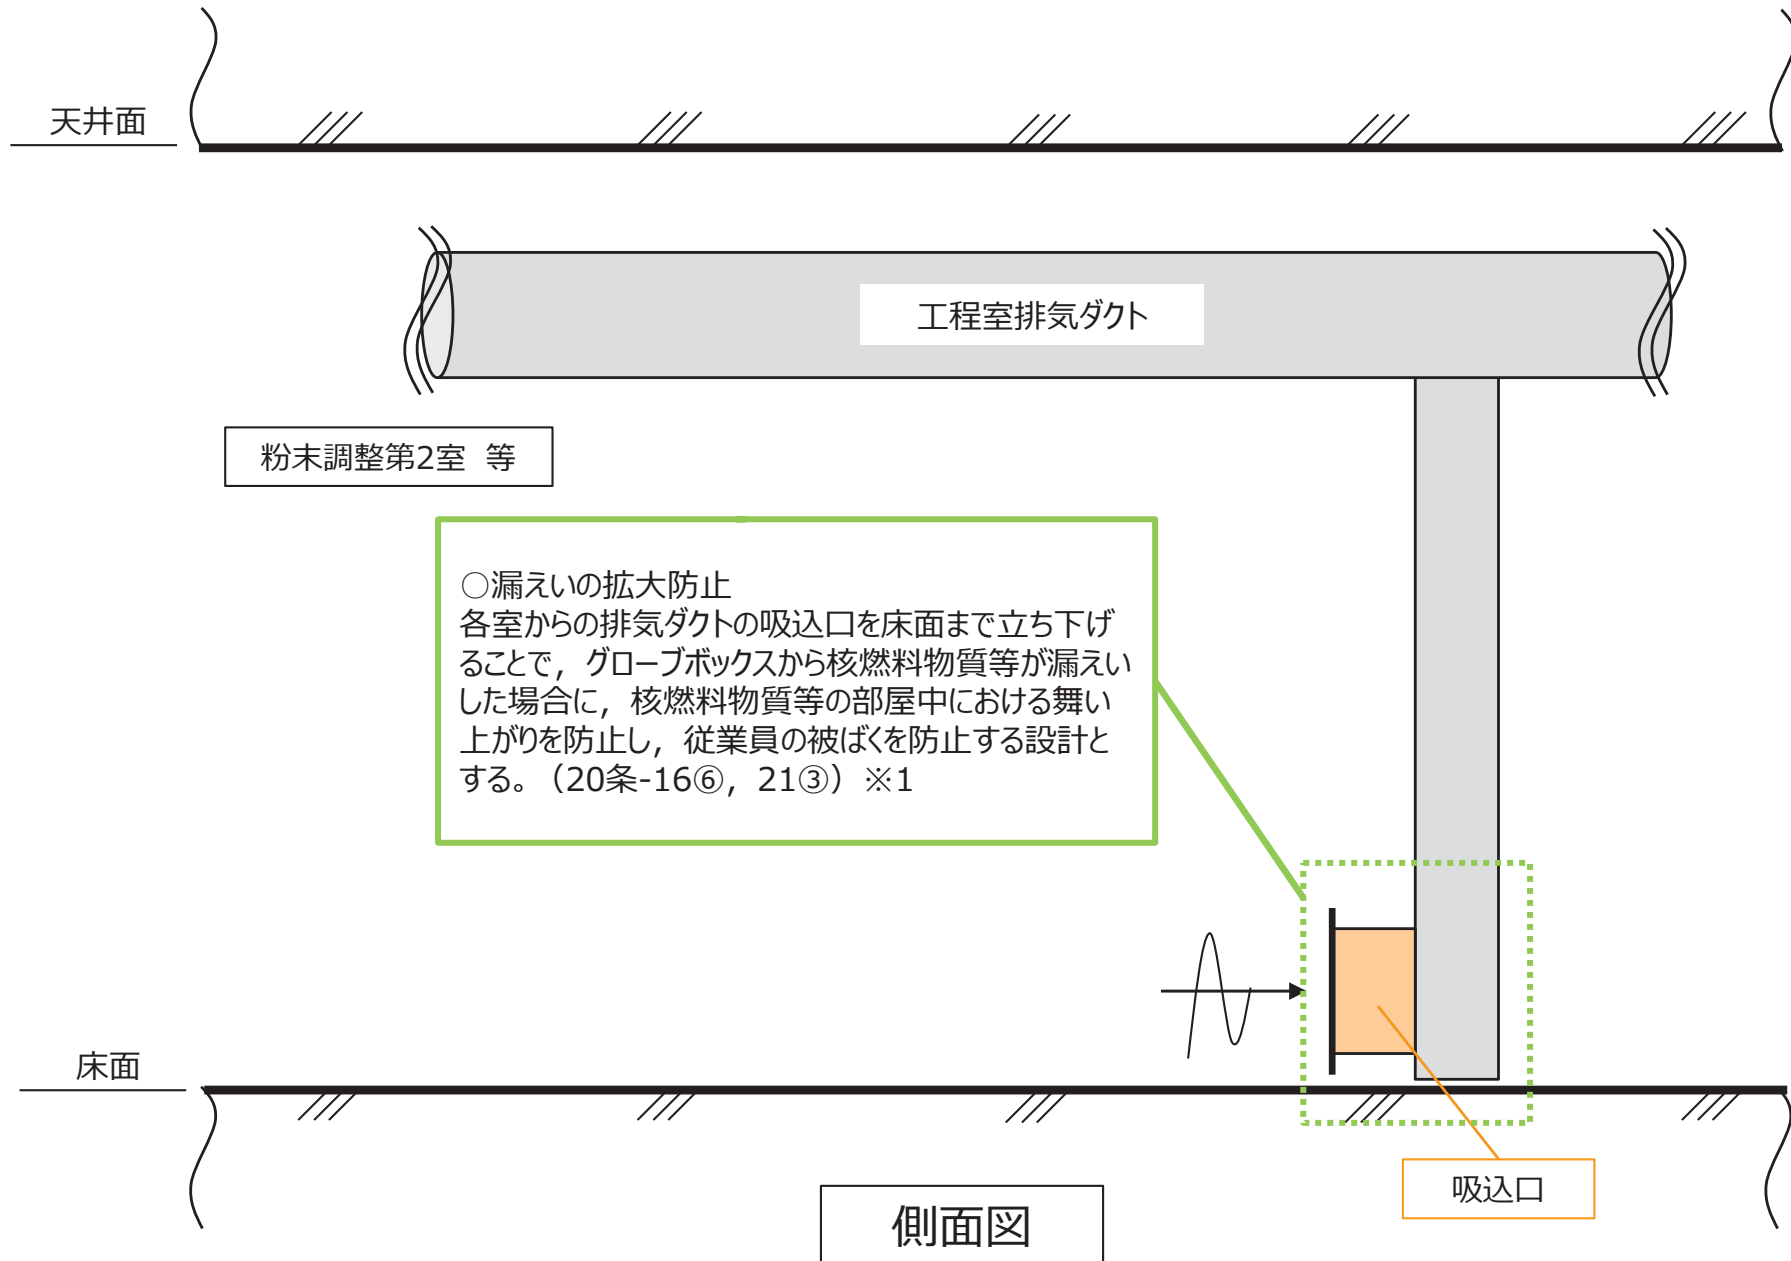 天井面
工程室排気ダクト
粉末調整第2室 等
○漏えいの拡大防止
各室からの排気ダクトの吸込口を床面まで立ち下げ
ることで，グローブボックスから核燃料物質等が漏えい
した場合に，核燃料物質等の部屋中における舞い
上がりを防止し，従業員の被ばくを防止する設計と
する。（20条-16⑥，21③）※1
床面
吸込口
側面図